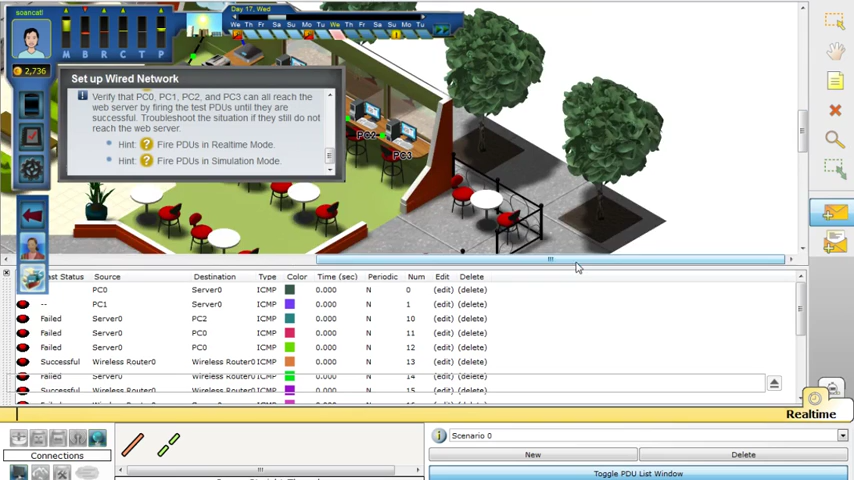 soancatl
Day 17, Wed
We Th Fr Sa Su Mo Tu We Th Fr Sa Su Mo Tu
M B R C T P
2,736
Set up Wired Network
Verify that PC0, PC1, PC2, and PC3 can all reach the
web server by firing the test PDUs until they are
successful. Troubleshoot the situation if they still do not
reach the web server.
Hint: ? Fire PDUs in Realtime Mode.
Hint: ? Fire PDUs in Simulation Mode.
PC2
PC3
ast Status Source Destination Type Color Time (sec) Periodic Num Edit Delete
PC0 Server0 ICMP 0.000 N 0 (edit) (delete)
-- PC1 Server0 ICMP 0.000 N 1 (edit) (delete)
Failed Server0 PC2 ICMP 0.000 N 10 (edit) (delete)
Failed Server0 PC0 ICMP 0.000 N 11 (edit) (delete)
Failed Server0 PC0 ICMP 0.000 N 12 (edit) (delete)
Successful Wireless Router0 Wireless Router0 ICMP 0.000 N 13 (edit) (delete)
Failed Server0 Wireless Router0 ICMP 0.000 N 14 (edit) (delete)
Successful Wireless Router0 Wireless Router0 ICMP 0.000 N 15 (edit) (delete)
Realtime
Connections
Scenario 0
New Delete
Toggle PDU List Window